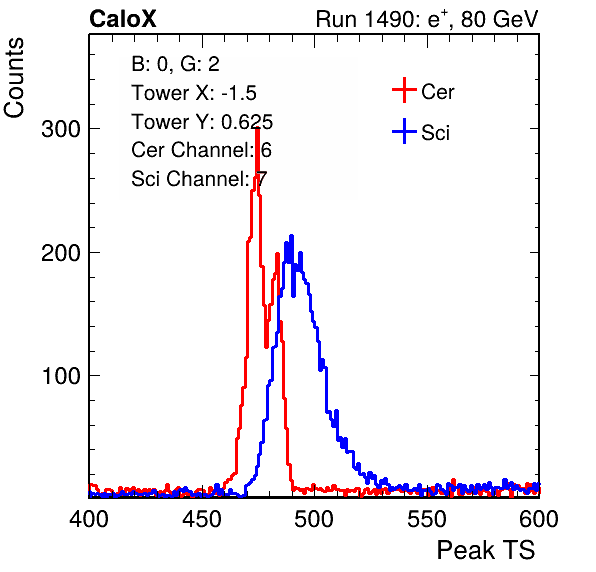 CaloX Run 1490: e+, 80 GeV
Counts
B: 0, G: 2
Tower X: -1.5
Tower Y: 0.625
Cer Channel: 6
Sci Channel: 7
Cer
Sci
300
200
100
400 450 500 550 600
Peak TS